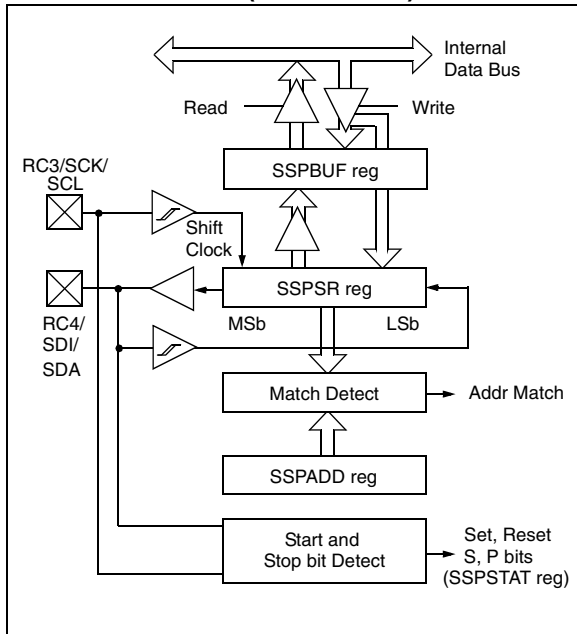 Internal
Data Bus
Read
Write
SSPBUF reg
RC3/SCK/
SCL
Shift
Clock
SSPSR reg
MSb
LSb
RC4/
SDI/
SDA
Match Detect
Addr Match
SSPADD reg
Start and
Stop bit Detect
Set, Reset
S, P bits
(SSPSTAT reg)